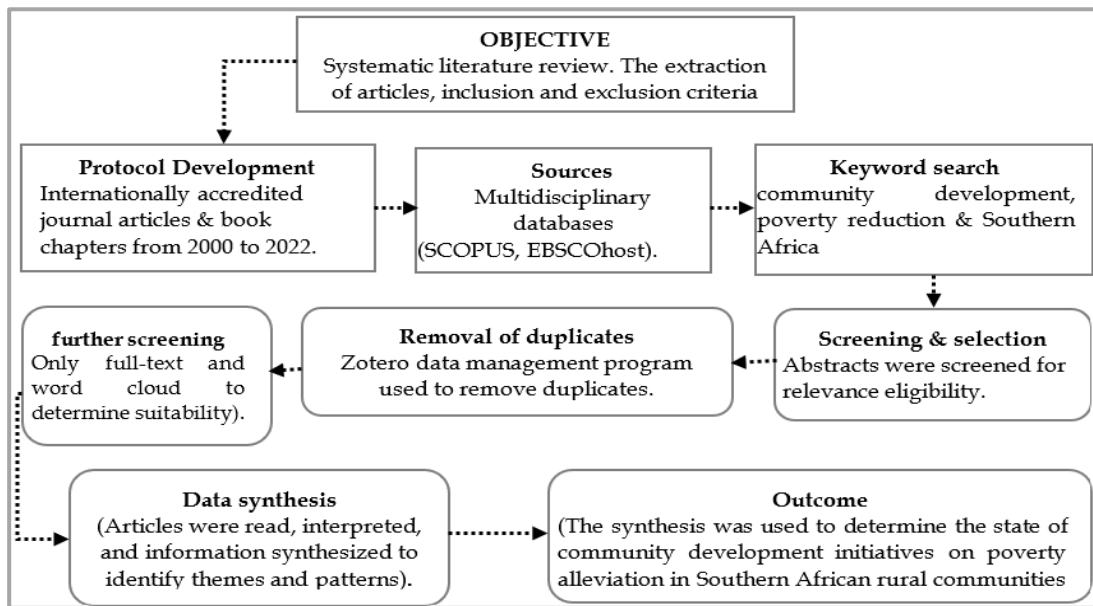 OBJECTIVE
Systematic literature review. The extraction
of articles, inclusion and exclusion criteria
Protocol Development
Internationally accredited
journal articles & book
chapters from 2000 to 2022.
Sources
Multidisciplinary
databases
(SCOPUS, EBSCOhost).
Keyword search
community development,
poverty reduction & Southern
Africa
further screening
Only full-text and
word cloud to
determine suitability).
Removal of duplicates
Zotero data management program
used to remove duplicates.
Screening & selection
Abstracts were screened for
relevance eligibility.
Data synthesis
(Articles were read, interpreted,
and information synthesized to
identify themes and patterns).
Outcome
(The synthesis was used to determine the state of
community development initiatives on poverty
alleviation in Southern African rural communities